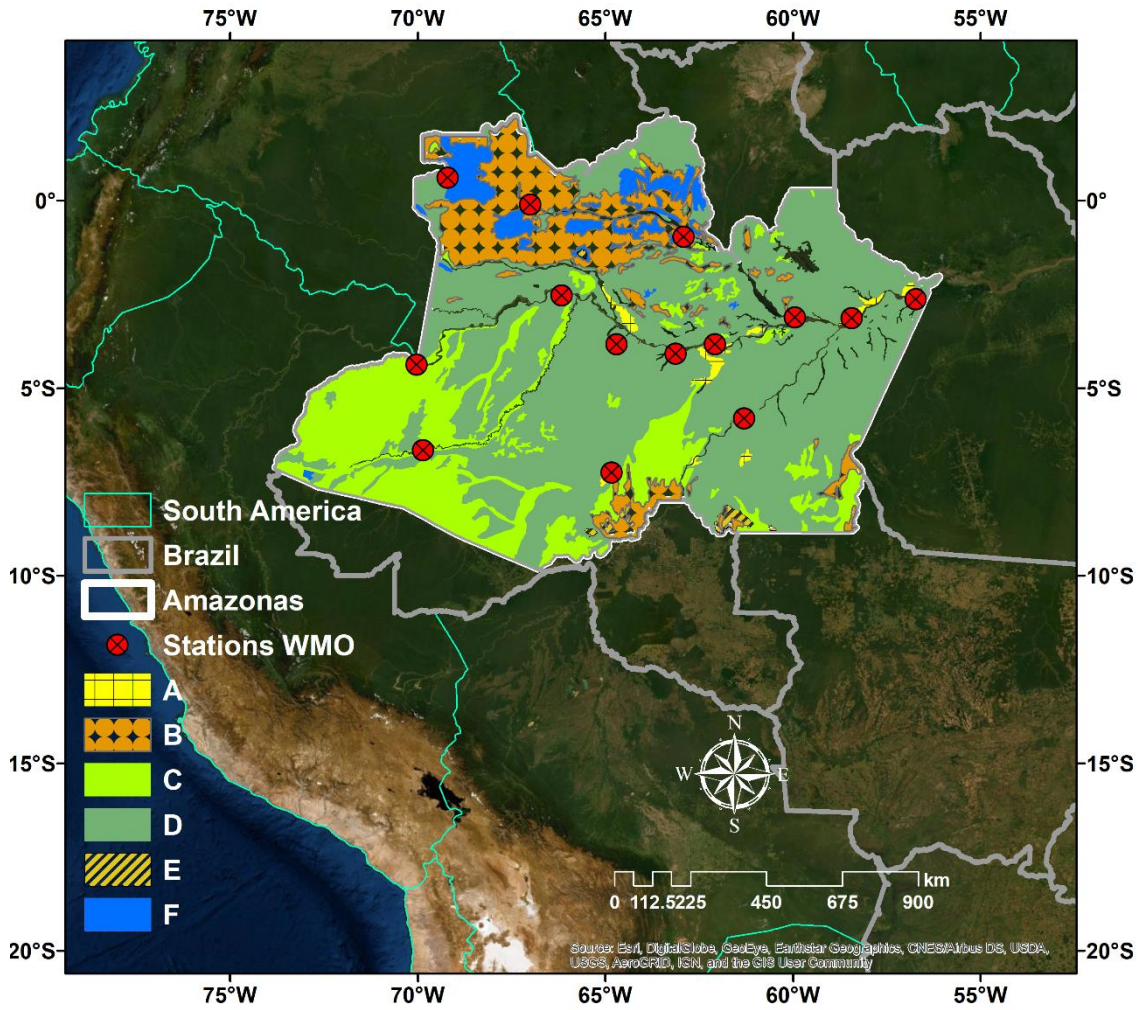 75°W 70°W 65°W 60°W 55°W
0° 0°
5°S 5°S
South America
Brazil
10°S 10°S
Amazonas
Stations WMO
A
B
N
15°S W E 15°S
C
S
D
E
km
F
0 112.5225 450 675 900
20°S 20°S
Source: Esri, DigitalGlobe, GeoEye, Earthstar Geographics, CNES/Airbus DS, USDA,
USGS, AeroGRID, IGN, and the GIS User Community
75°W 70°W 65°W 60°W 55°W